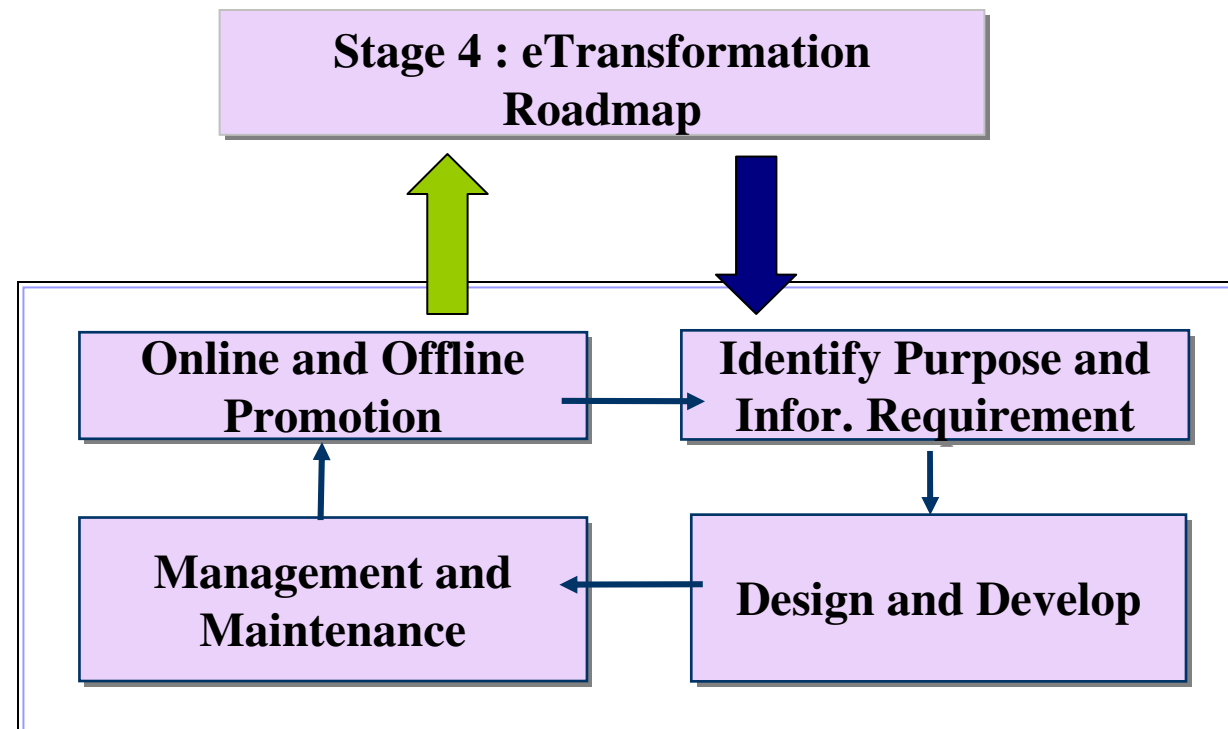 Stage 4 : eTransformation
Roadmap
Online and Offline
Promotion
Identify Purpose and
Infor. Requirement
Management and
Maintenance
Design and Develop